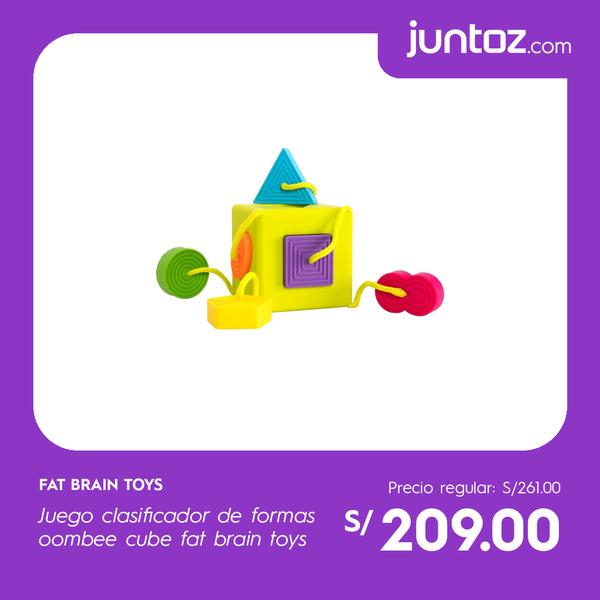 juntoz.com
FAT BRAIN TOYS
Juego clasificador de formas
oombee cube fat brain toys
Precio regular: S/261.00
S/209.00